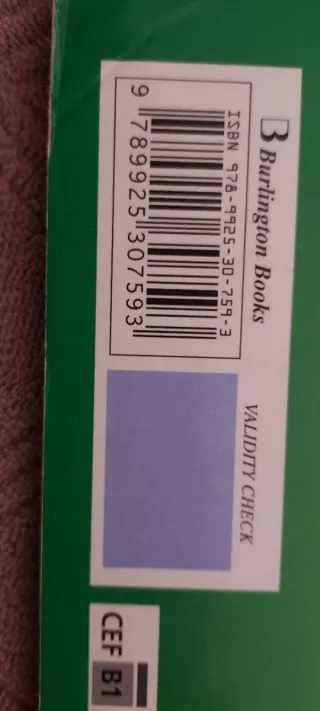 B Burlington Books
ISBN 978-9925-30-759-3
9 789925 307593
VALIDITY CHECK
CEF B1